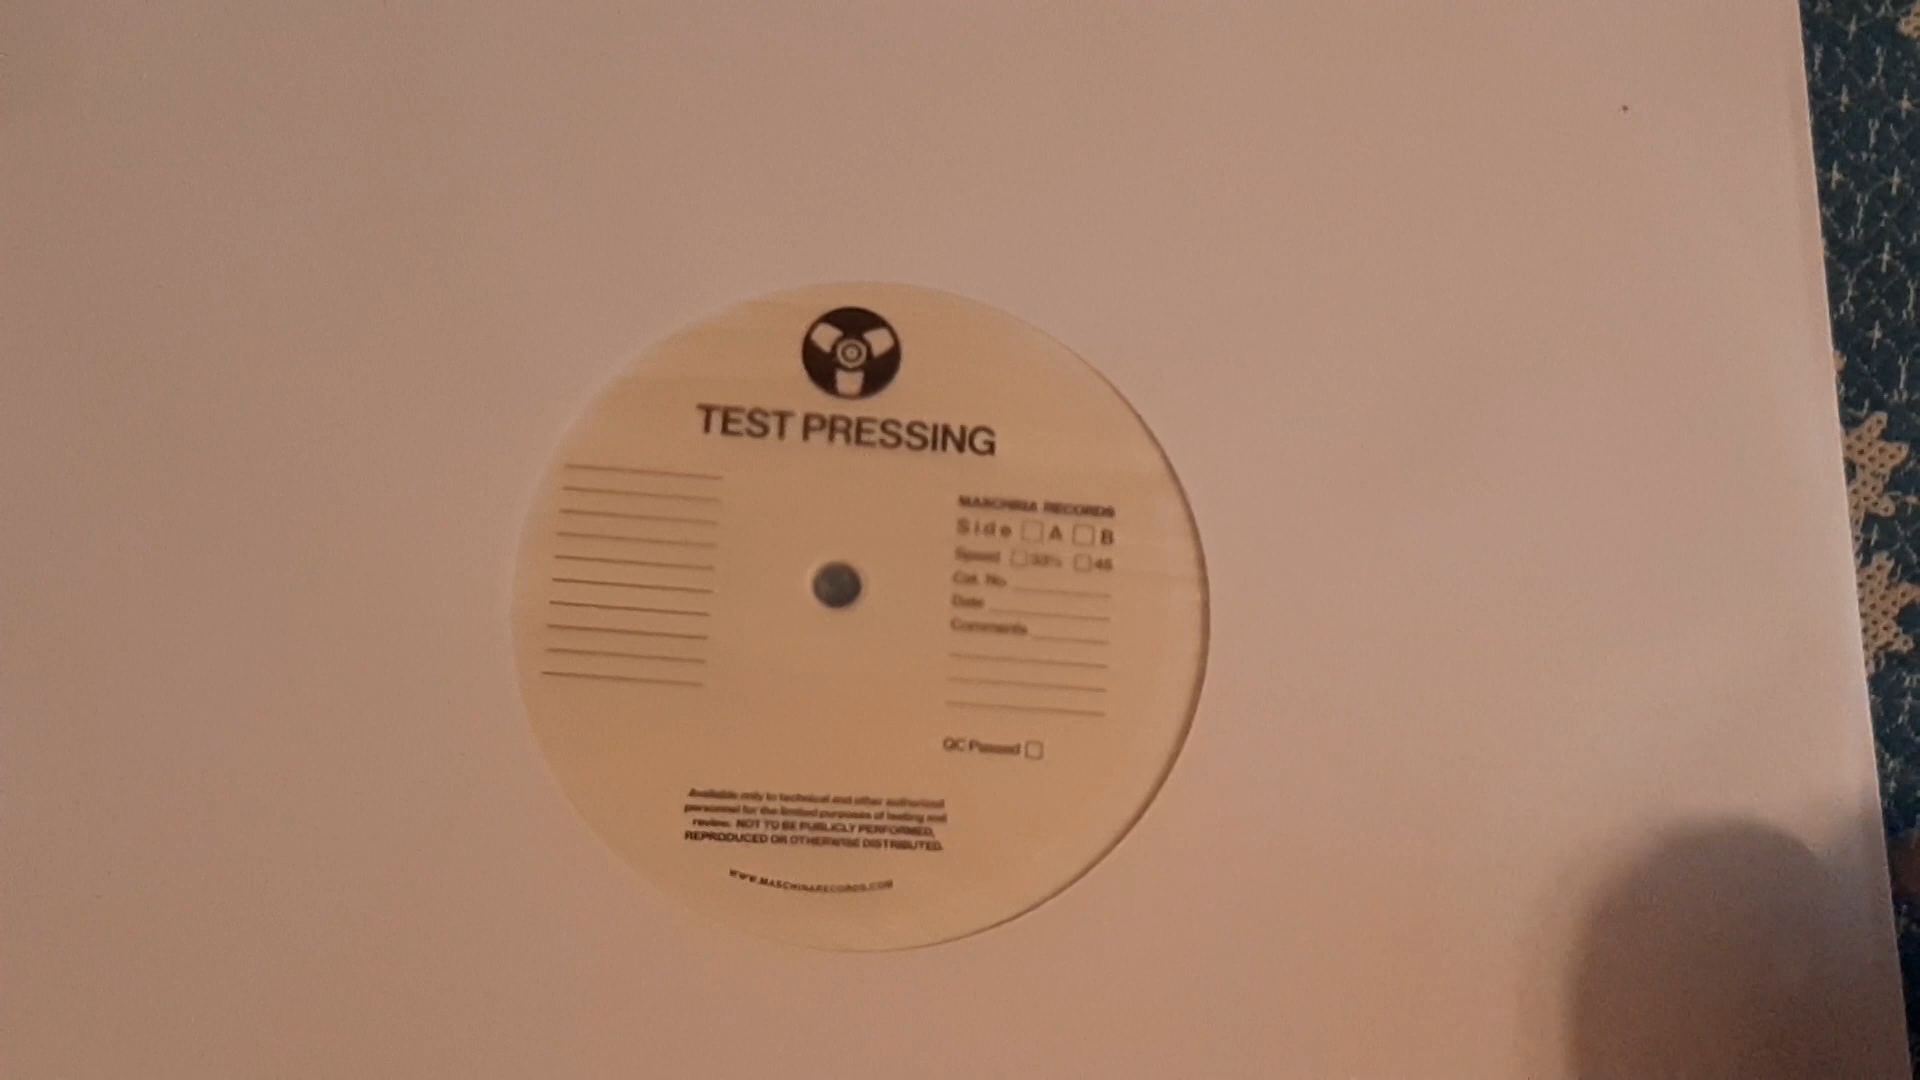 TEST PRESSING
MASCHINA RECORDS
Side A B
Speed 33⅓ 45
Cat. No.
Date
Comments
QC Passed
Available only to technical and other authorized
personnel for the limited purposes of testing and
review. NOT TO BE PUBLICLY PERFORMED,
REPRODUCED OR OTHERWISE DISTRIBUTED.
WWW.MASCHINARECORDS.COM